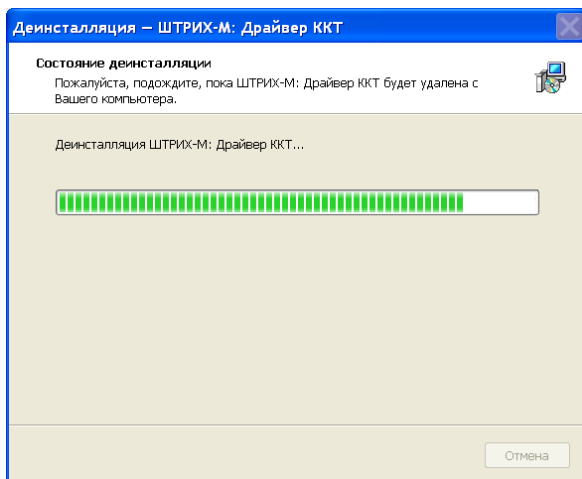 Деинсталляция — ШТРИХ-М: Драйвер ККТ
Состояние деинсталляции
Пожалуйста, подождите, пока ШТРИХ-М: Драйвер ККТ будет удалена с
Вашего компьютера.
Деинсталляция ШТРИХ-М: Драйвер ККТ...
Отмена